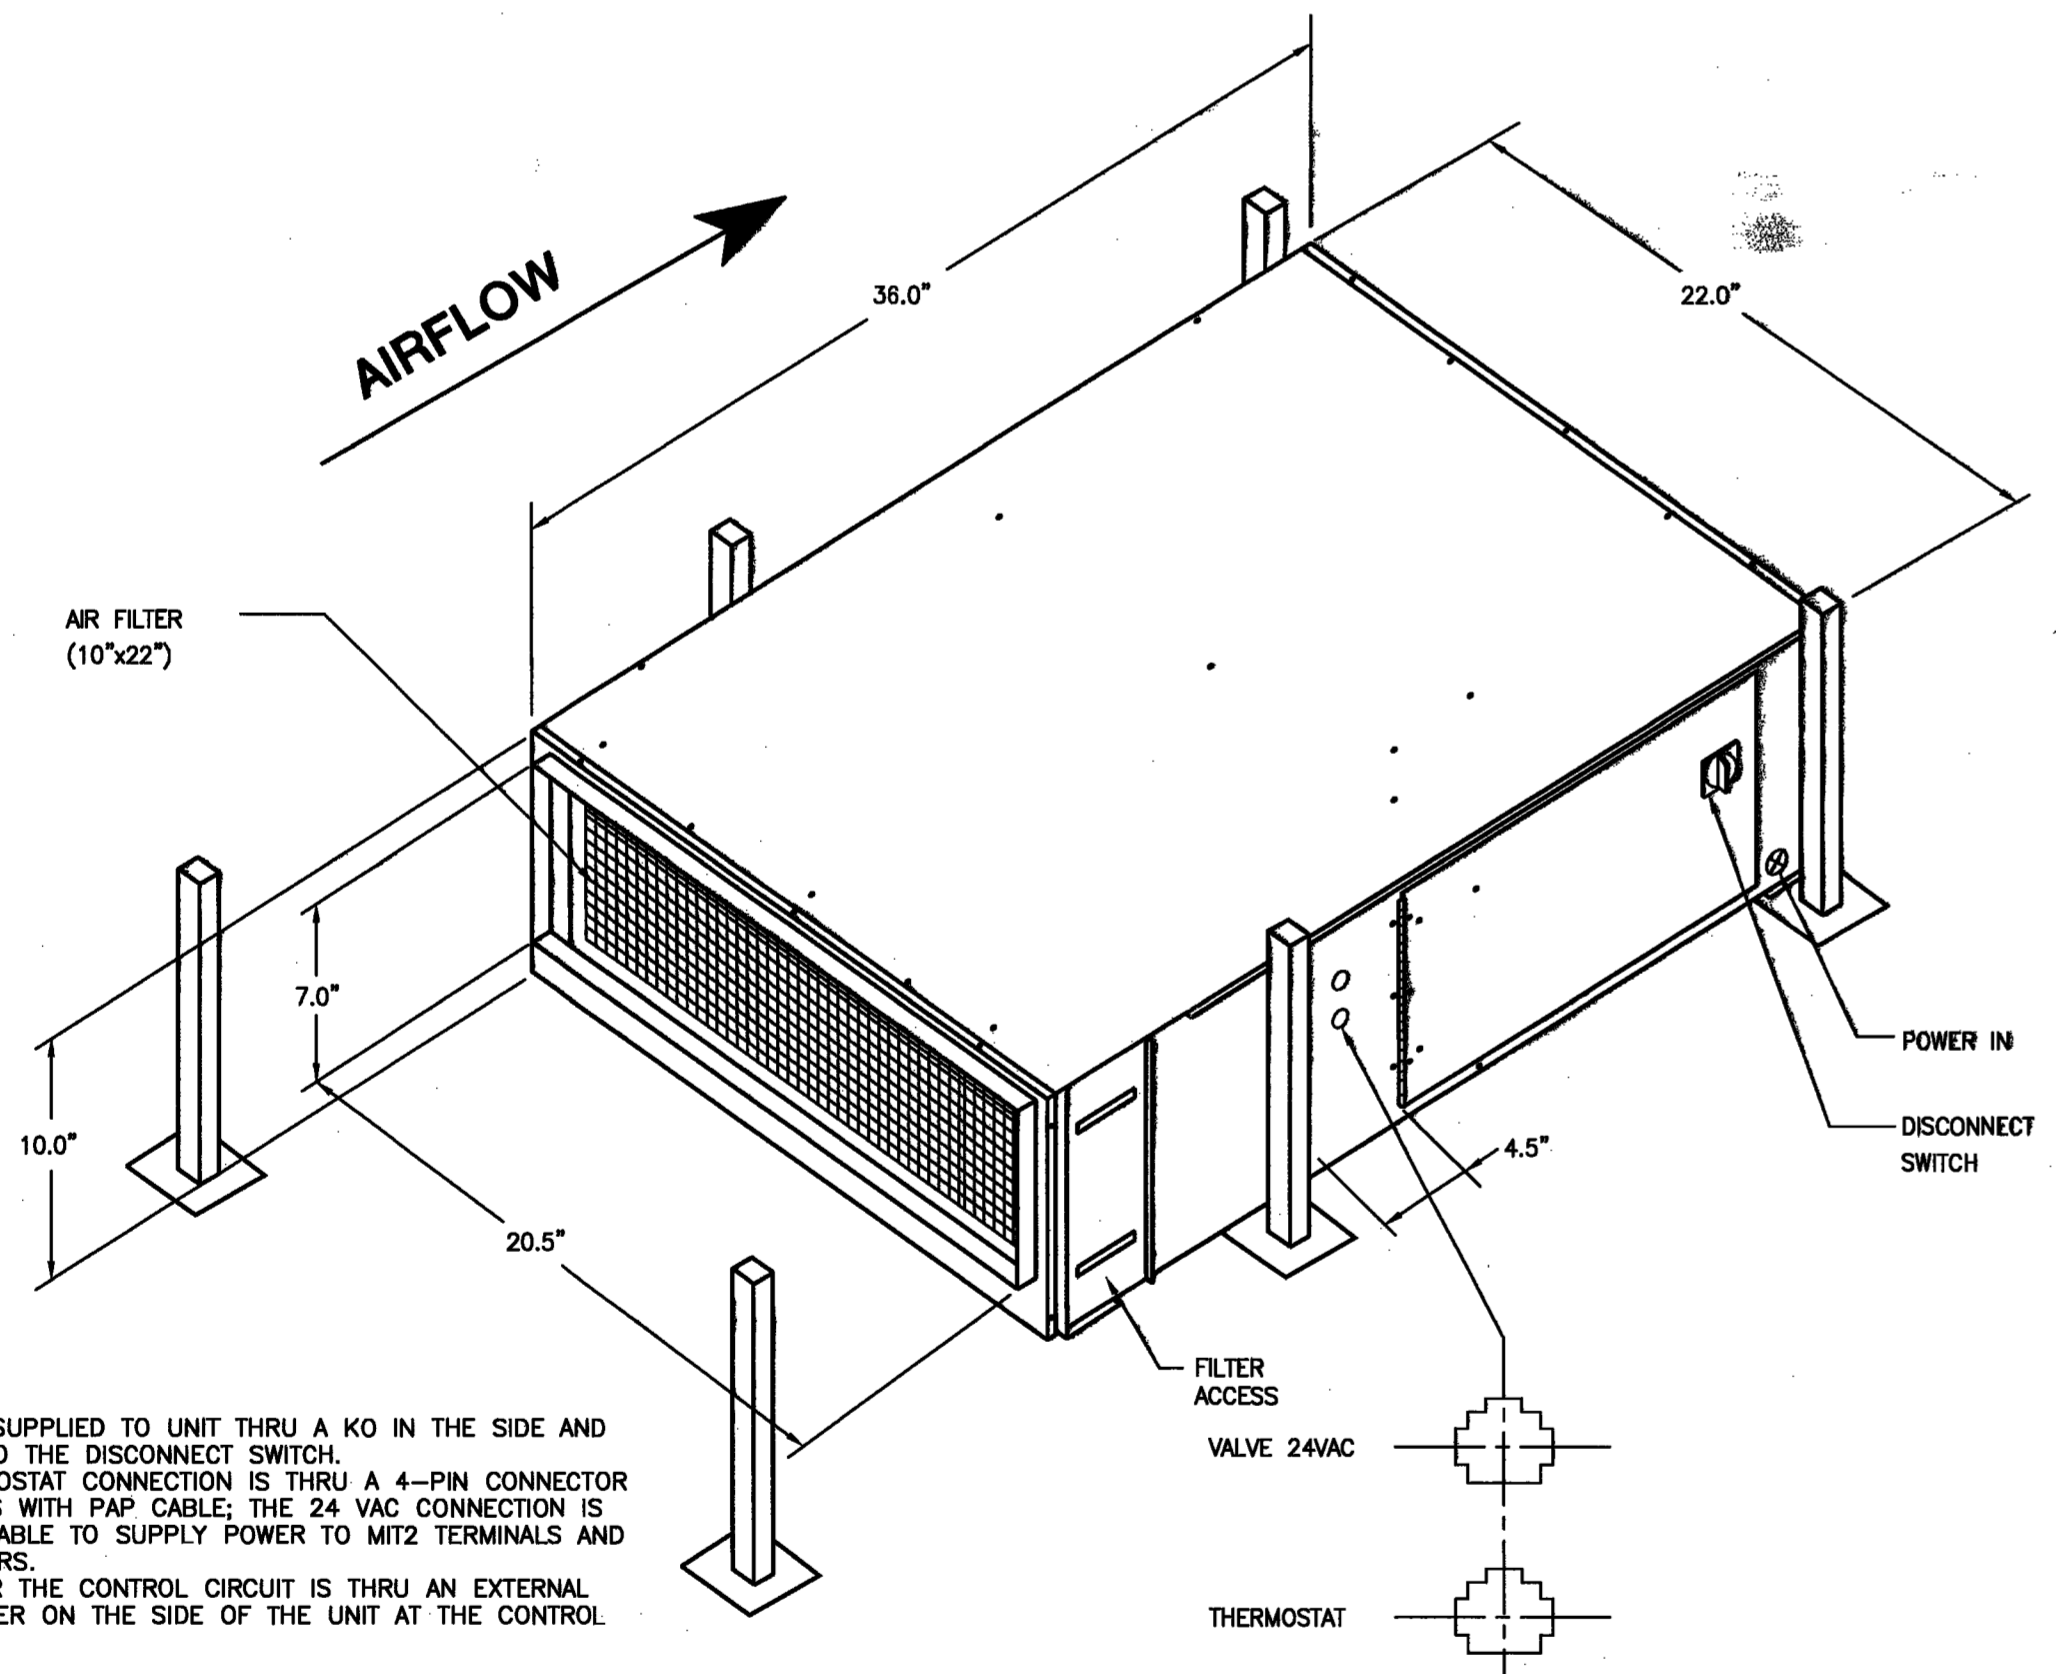 AIRFLOW
36.0"
22.0"
AIR FILTER
(10"x22")
7.0"
10.0"
20.5"
4.5"
POWER IN
DISCONNECT
SWITCH
FILTER
ACCESS
VALVE 24VAC
THERMOSTAT
SUPPLIED TO UNIT THRU A KO IN THE SIDE AND
THE DISCONNECT SWITCH.
OSTAT CONNECTION IS THRU A 4-PIN CONNECTOR
WITH PAP CABLE; THE 24 VAC CONNECTION IS
ABLE TO SUPPLY POWER TO MIT2 TERMINALS AND
RS.
THE CONTROL CIRCUIT IS THRU AN EXTERNAL
ER ON THE SIDE OF THE UNIT AT THE CONTROL